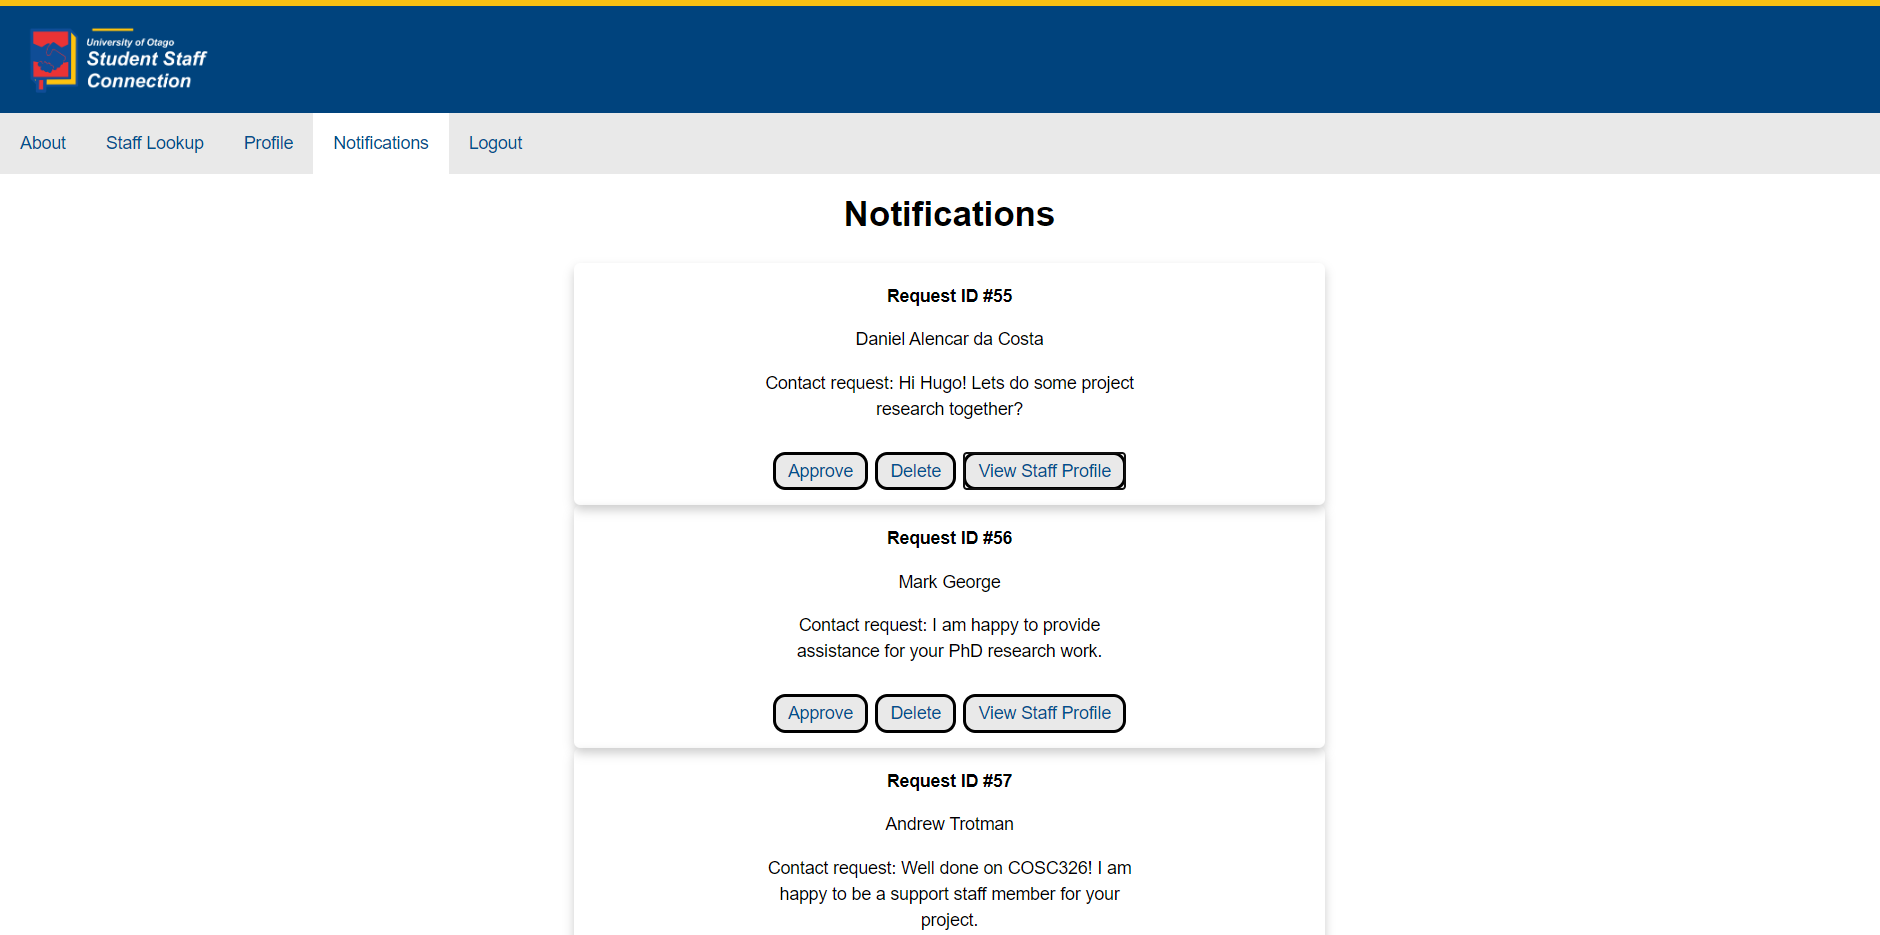 University of Otago
Student Staff
Connection
About Staff Lookup Profile Notifications Logout
Notifications
Request ID #55
Daniel Alencar da Costa
Contact request: Hi Hugo! Lets do some project
research together?
Approve Delete View Staff Profile
Request ID #56
Mark George
Contact request: I am happy to provide
assistance for your PhD research work.
Approve Delete View Staff Profile
Request ID #57
Andrew Trotman
Contact request: Well done on COSC326! I am
happy to be a support staff member for your
project.